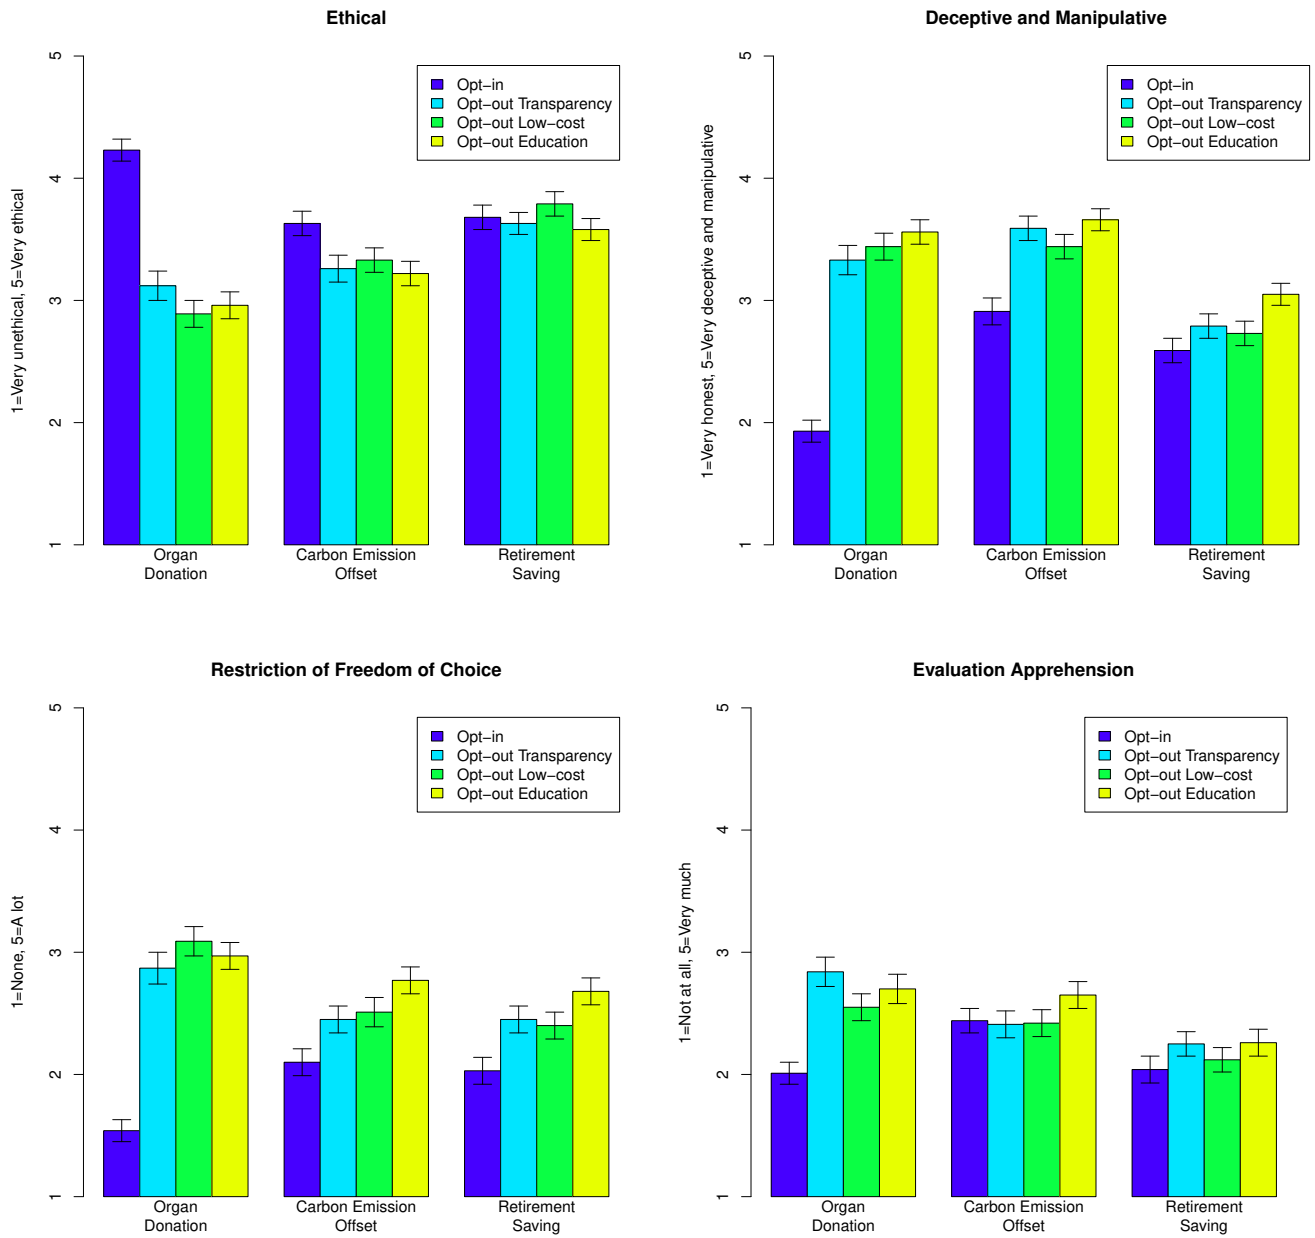 Ethical
1=Very unethical, 5=Very ethical
5
4
3
2
1
Opt−in
Opt−out Transparency
Opt−out Low−cost
Opt−out Education
Organ
Donation
Carbon Emission
Offset
Retirement
Saving
Deceptive and Manipulative
1=Very honest, 5=Very deceptive and manipulative
5
4
3
2
1
Opt−in
Opt−out Transparency
Opt−out Low−cost
Opt−out Education
Organ
Donation
Carbon Emission
Offset
Retirement
Saving
Restriction of Freedom of Choice
1=None, 5=A lot
5
4
3
2
1
Opt−in
Opt−out Transparency
Opt−out Low−cost
Opt−out Education
Organ
Donation
Carbon Emission
Offset
Retirement
Saving
Evaluation Apprehension
1=Not at all, 5=Very much
5
4
3
2
1
Opt−in
Opt−out Transparency
Opt−out Low−cost
Opt−out Education
Organ
Donation
Carbon Emission
Offset
Retirement
Saving